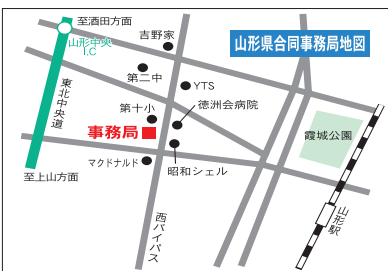 至酒田方面
吉野家
山形県合同事務局地図
山形中央
I.C
第二中
YTS
東北中央道
第十小
徳洲会病院
事務局
霞城公園
マクドナルド
昭和シェル
至上山方面
西バイパス
山形駅